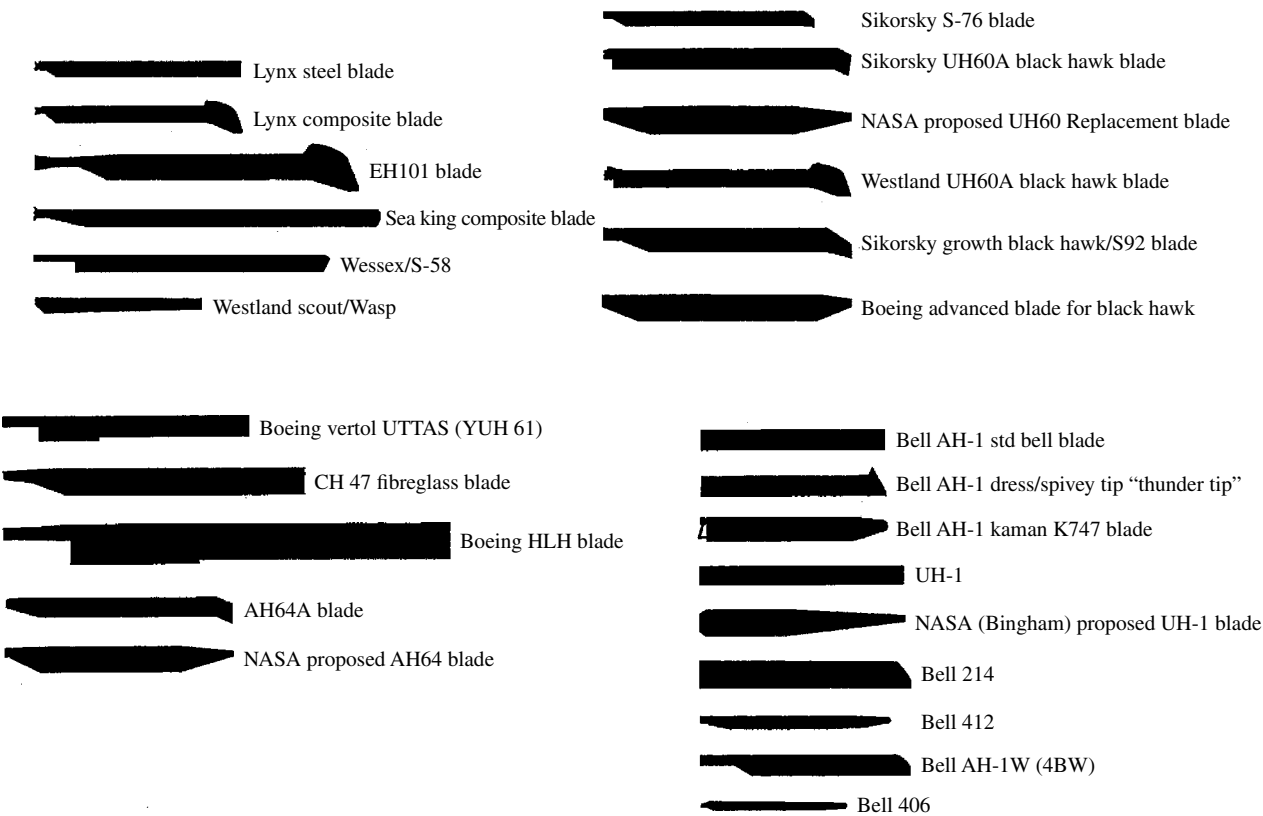 Lynx steel blade
Lynx composite blade
EH101 blade
Sea king composite blade
Wessex/S-58
Westland scout/Wasp
Sikorsky S-76 blade
Sikorsky UH60A black hawk blade
NASA proposed UH60 Replacement blade
Westland UH60A black hawk blade
Sikorsky growth black hawk/S92 blade
Boeing advanced blade for black hawk
Boeing vertol UTTAS (YUH 61)
CH 47 fibreglass blade
Boeing HLH blade
AH64A blade
NASA proposed AH64 blade
Bell AH-1 std bell blade
Bell AH-1 dress/spivey tip “thunder tip”
Bell AH-1 kaman K747 blade
UH-1
NASA (Bingham) proposed UH-1 blade
Bell 214
Bell 412
Bell AH-1W (4BW)
Bell 406